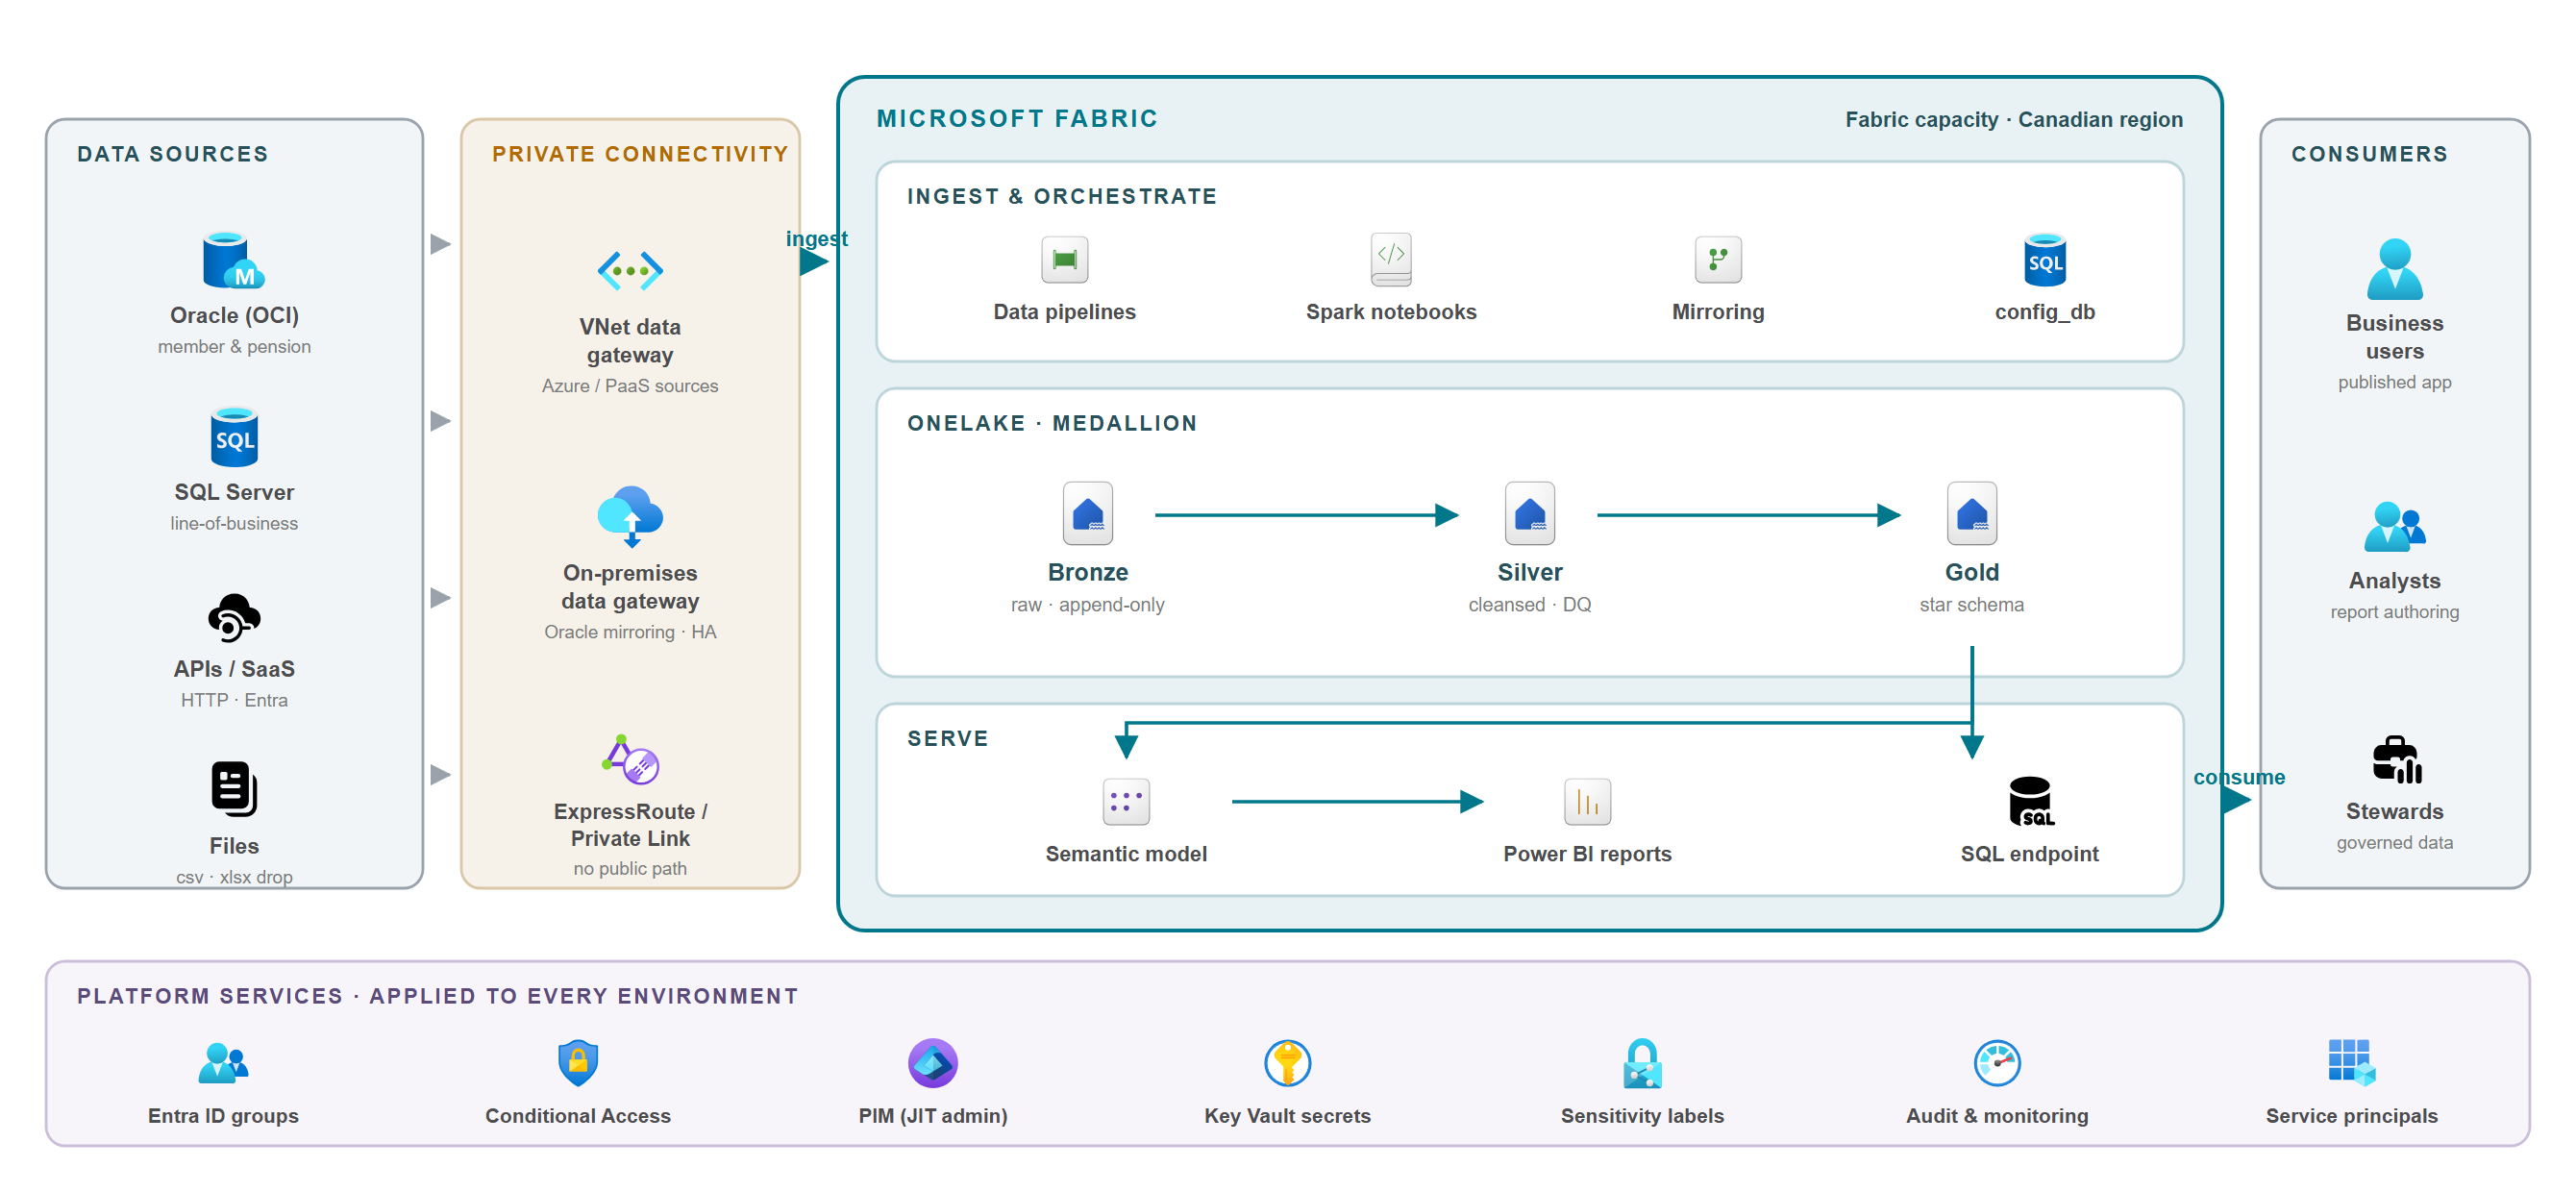 DATA SOURCES
Oracle (OCI)
member & pension
SQL
SQL Server
line-of-business
APIs / SaaS
HTTP · Entra
Files
csv · xlsx drop
PRIVATE CONNECTIVITY
VNet data
gateway
Azure / PaaS sources
On-premises
data gateway
Oracle mirroring · HA
ExpressRoute /
Private Link
no public path
ingest
MICROSOFT FABRIC
Fabric capacity · Canadian region
INGEST & ORCHESTRATE
Data pipelines
Spark notebooks
Mirroring
SQL
config_db
ONELAKE · MEDALLION
Bronze
raw · append-only
Silver
cleansed · DQ
Gold
star schema
SERVE
Semantic model
Power BI reports
SQL
SQL endpoint
consume
CONSUMERS
Business
users
published app
Analysts
report authoring
Stewards
governed data
PLATFORM SERVICES · APPLIED TO EVERY ENVIRONMENT
Entra ID groups
Conditional Access
PIM (JIT admin)
Key Vault secrets
Sensitivity labels
Audit & monitoring
Service principals
M